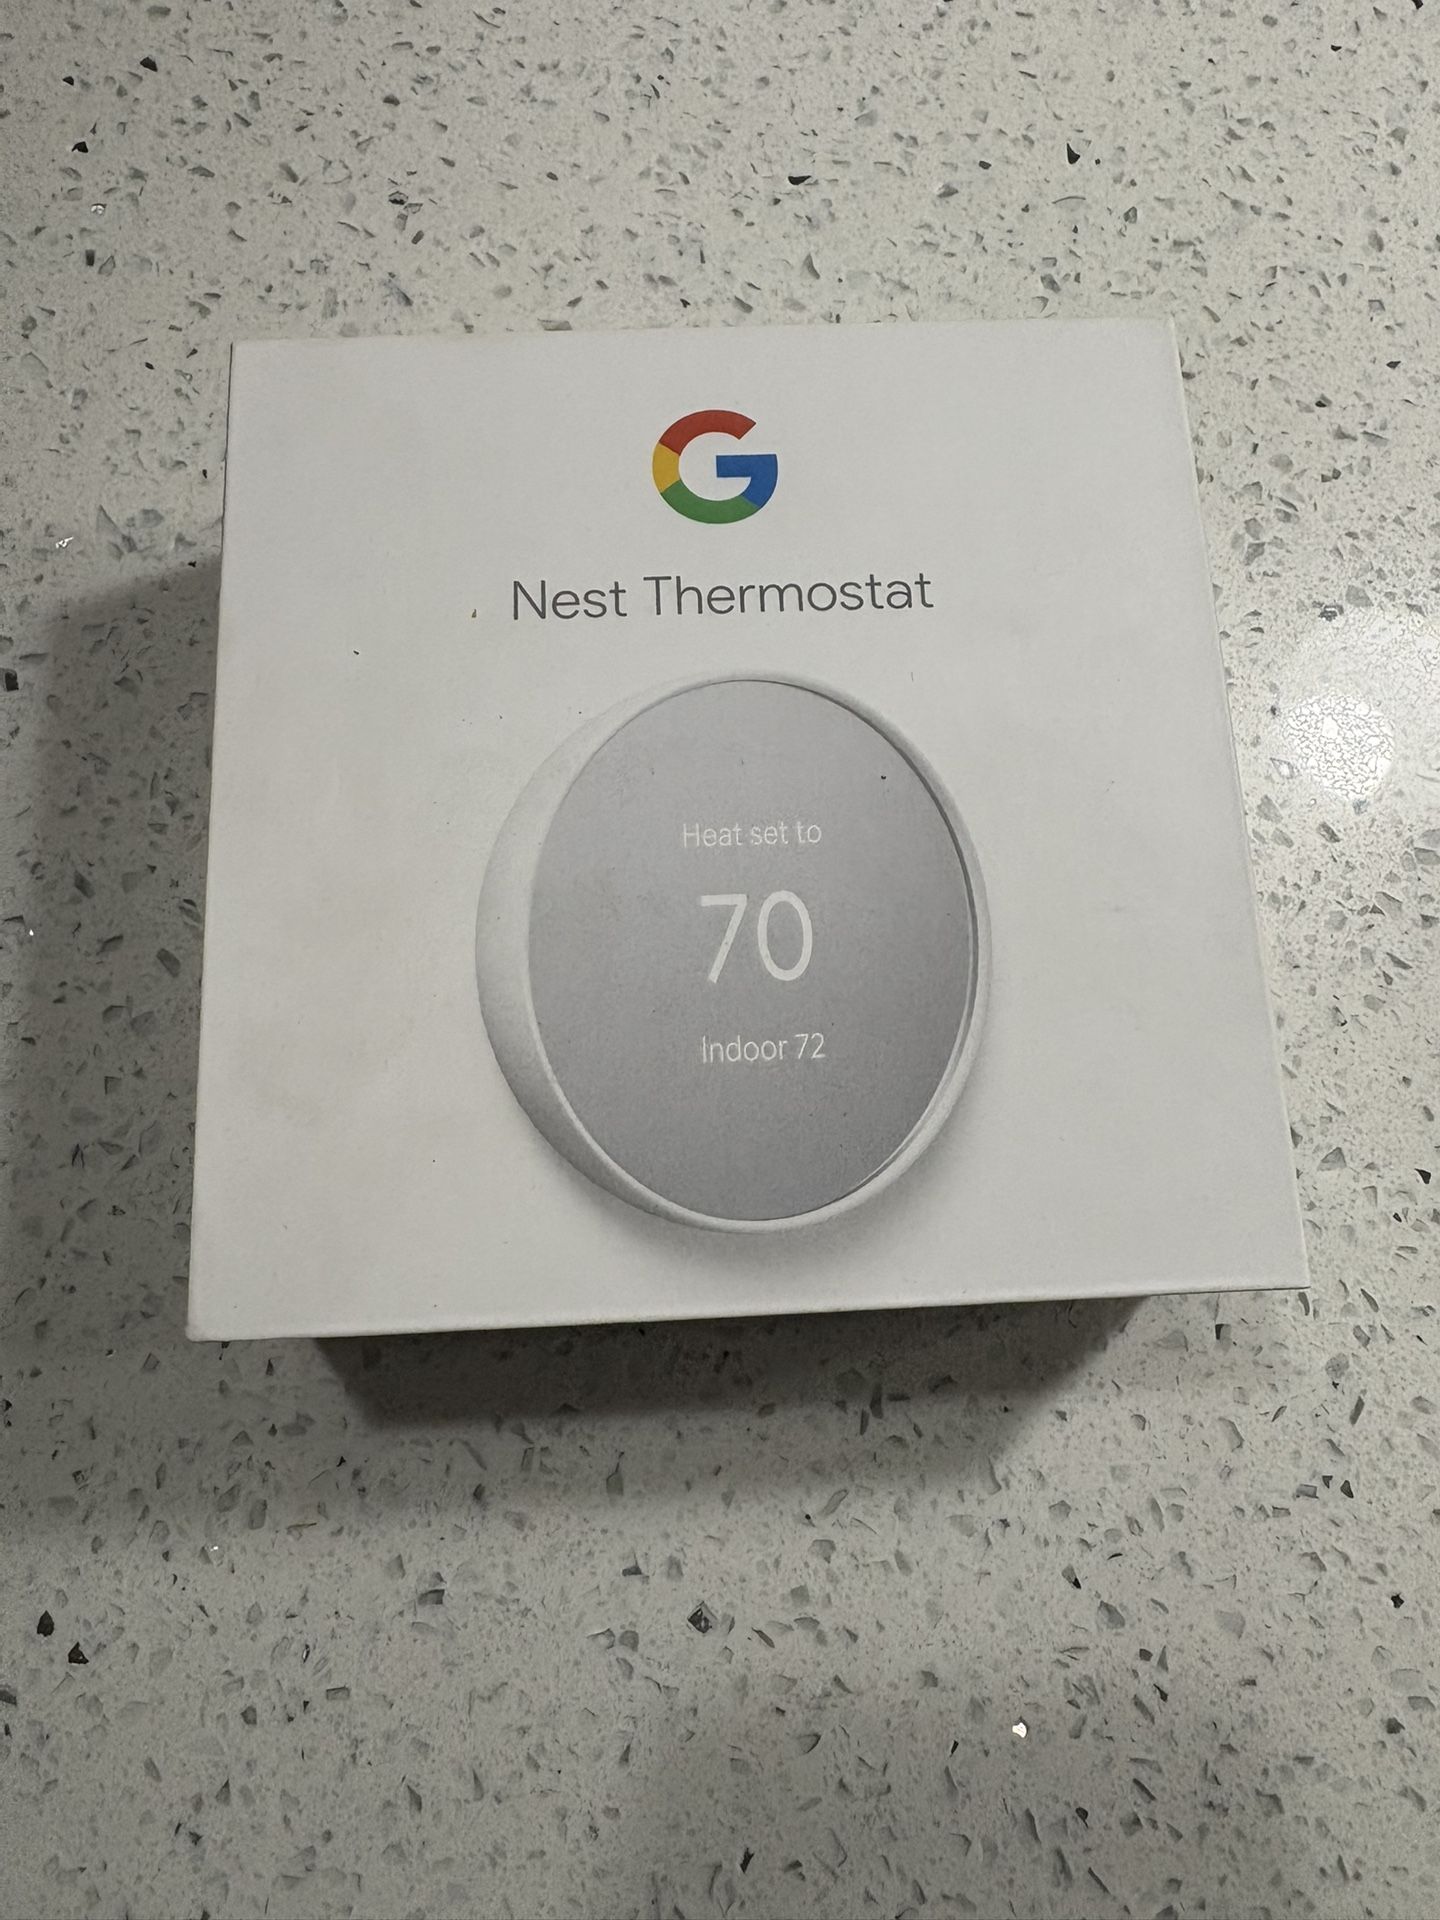 G
Nest Thermostat
Heat set to
70
Indoor 72